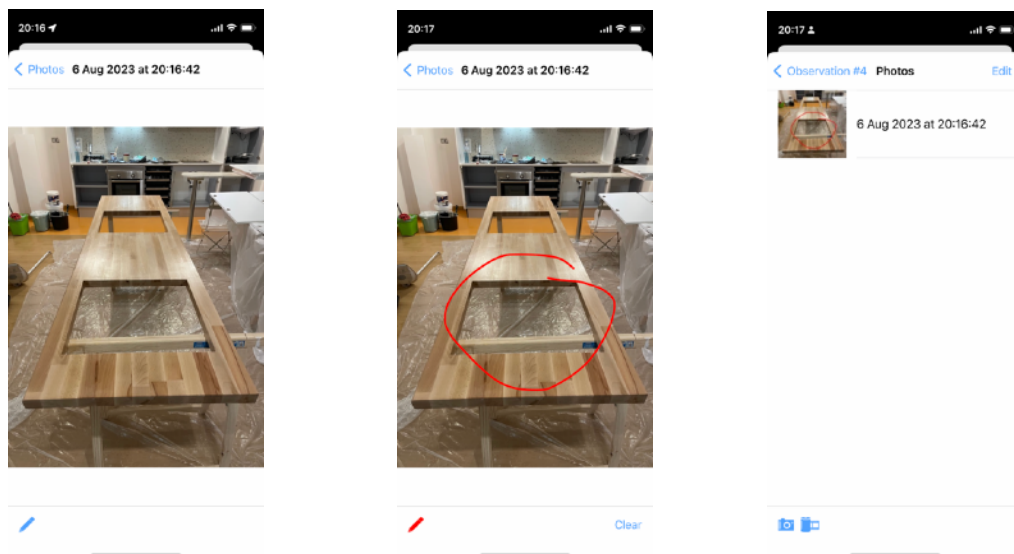 20:16
Photos 6 Aug 2023 at 20:16:42
20:17
Photos 6 Aug 2023 at 20:16:42
Clear
20:17
Observation #4 Photos Edit
6 Aug 2023 at 20:16:42